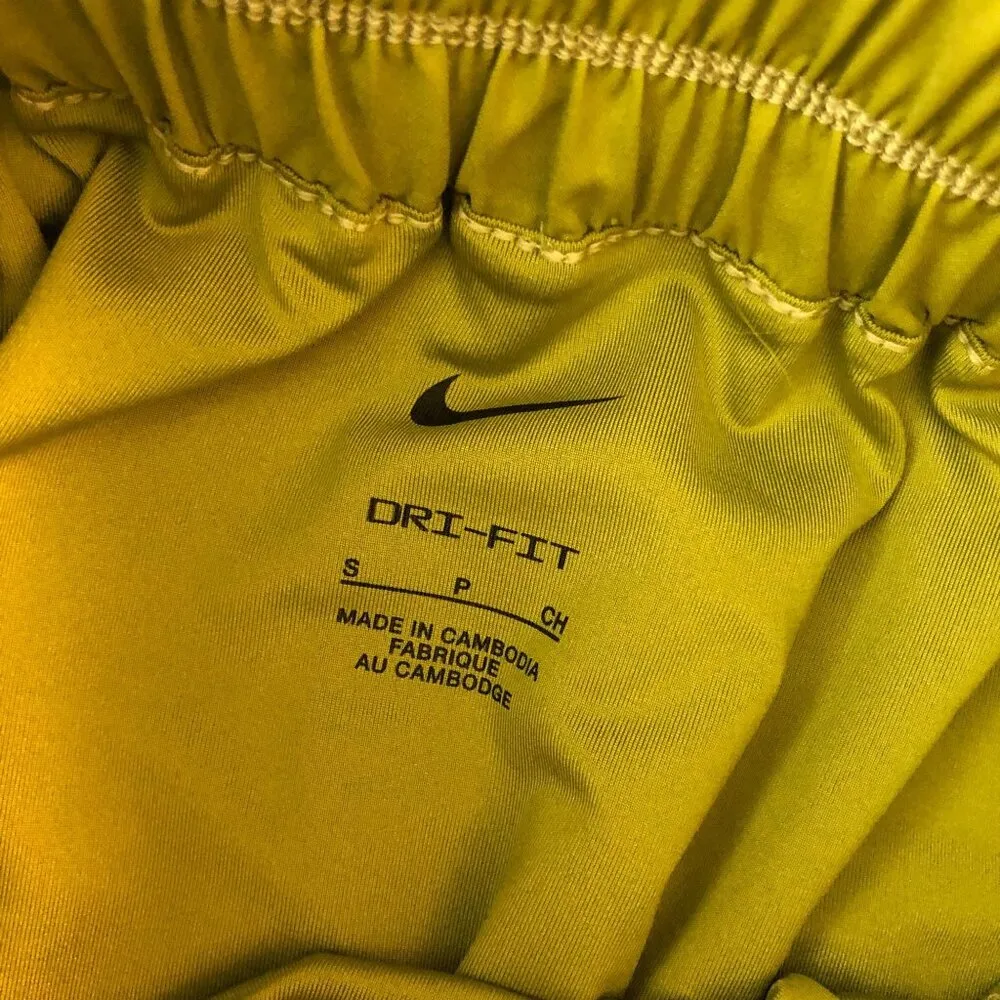 DRI-FIT
S P CH
MADE IN CAMBODIA
FABRIQUE
AU CAMBODGE